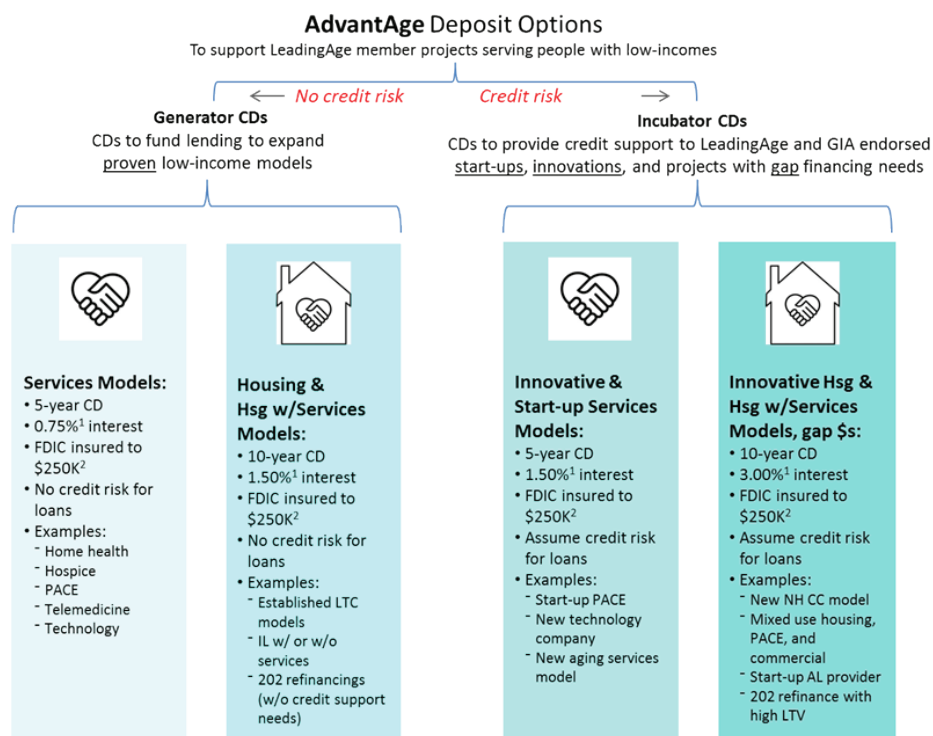 AdvantAge Deposit Options
To support LeadingAge member projects serving people with low-incomes
No credit risk
Credit risk
Generator CDs
CDs to fund lending to expand
proven low-income models
Incubator CDs
CDs to provide credit support to LeadingAge and GIA endorsed
start-ups, innovations, and projects with gap financing needs
Services Models:
• 5-year CD
• 0.75%¹ interest
• FDIC insured to
$250K²
• No credit risk for
loans
• Examples:
- Home health
- Hospice
- PACE
- Telemedicine
- Technology
Housing &
Hsg w/Services
Models:
• 10-year CD
• 1.50%¹ interest
• FDIC insured to
$250K²
• No credit risk for
loans
• Examples:
- Established LTC
models
- IL w/ or w/o
services
- 202 refinancings
(w/o credit support
needs)
Innovative &
Start-up Services
Models:
• 5-year CD
• 1.50%¹ interest
• FDIC insured to
$250K²
• Assume credit risk
for loans
• Examples:
- Start-up PACE
- New technology
company
- New aging services
model
Innovative Hsg &
Hsg w/Services
Models, gap $s:
• 10-year CD
• 3.00%¹ interest
• FDIC insured to
$250K²
• Assume credit risk
for loans
• Examples:
- New NH CC model
- Mixed use housing,
PACE, and
commercial
- Start-up AL provider
- 202 refinance with
high LTV